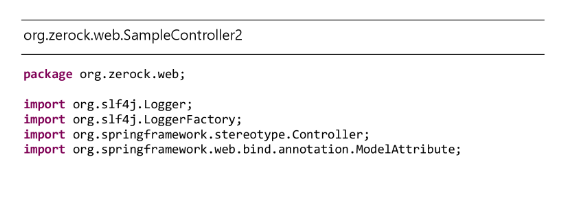 org.zerock.web.SampleController2
package org.zerock.web;
import org.slf4j.Logger;
import org.slf4j.LoggerFactory;
import org.springframework.stereotype.Controller;
import org.springframework.web.bind.annotation.ModelAttribute;